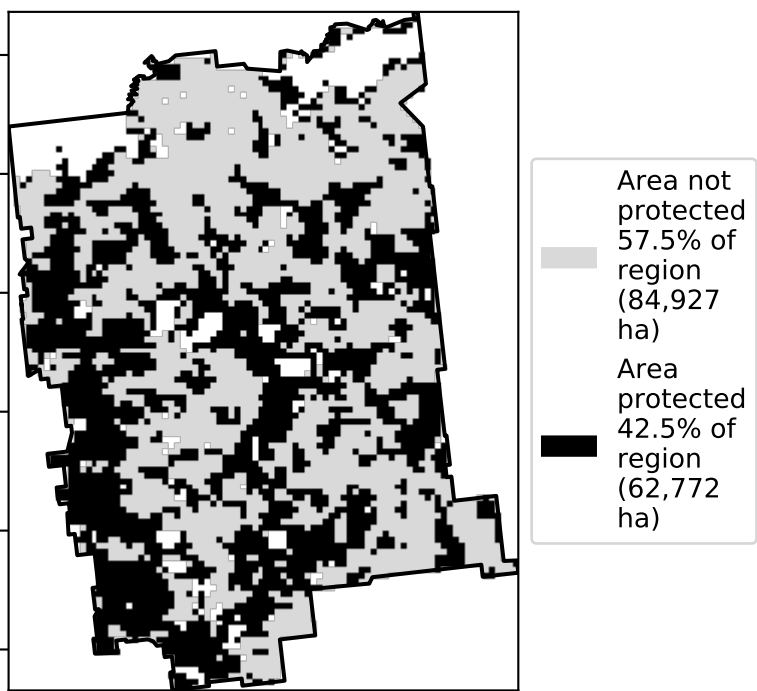 Area not
protected
57.5% of
region
(84,927
ha)
Area
protected
42.5% of
region
(62,772
ha)